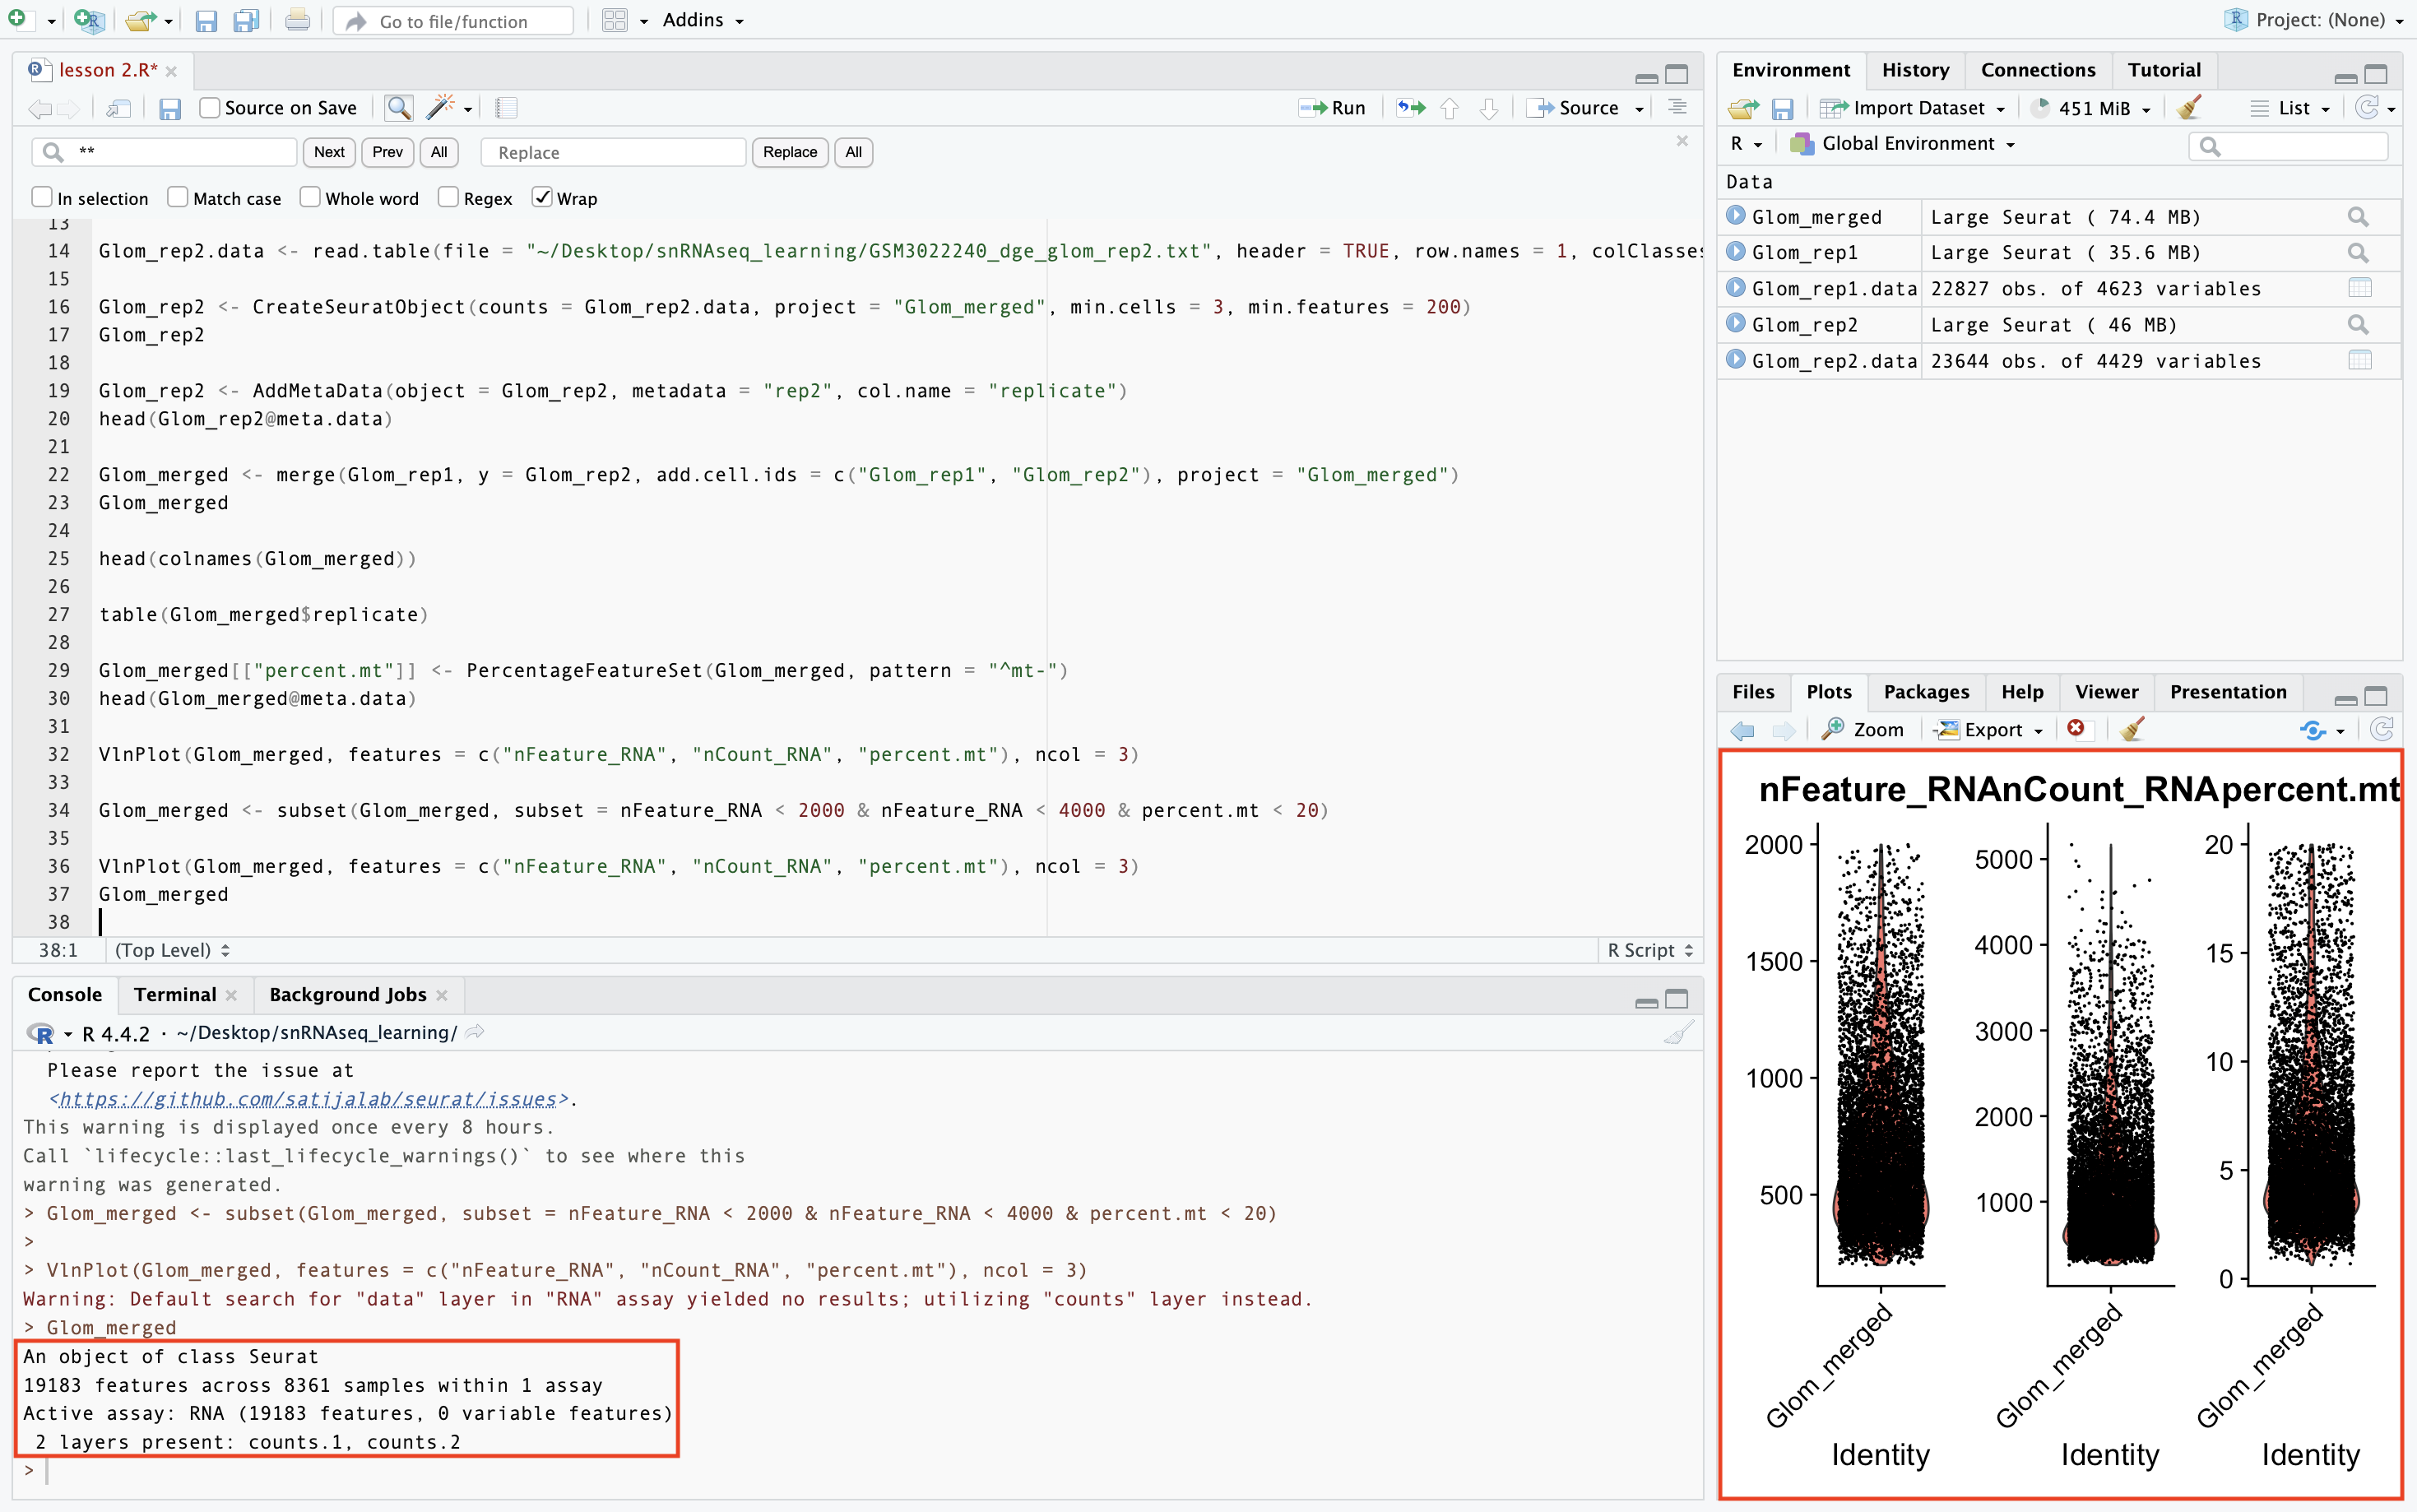 Go to file/function
Addins
Project: (None)
lesson 2.R*
Source on Save
Run
Source
**
Next
Prev
All
Replace
Replace
All
In selection
Match case
Whole word
Regex
Wrap
13
14 Glom_rep2.data <- read.table(file = "~/Desktop/snRNAseq_learning/GSM3022240_dge_glom_rep2.txt", header = TRUE, row.names = 1, colClasses
15
16 Glom_rep2 <- CreateSeuratObject(counts = Glom_rep2.data, project = "Glom_merged", min.cells = 3, min.features = 200)
17 Glom_rep2
18
19 Glom_rep2 <- AddMetaData(object = Glom_rep2, metadata = "rep2", col.name = "replicate")
20 head(Glom_rep2@meta.data)
21
22 Glom_merged <- merge(Glom_rep1, y = Glom_rep2, add.cell.ids = c("Glom_rep1", "Glom_rep2"), project = "Glom_merged")
23 Glom_merged
24
25 head(colnames(Glom_merged))
26
27 table(Glom_merged$replicate)
28
29 Glom_merged[["percent.mt"]] <- PercentageFeatureSet(Glom_merged, pattern = "^mt-")
30 head(Glom_merged@meta.data)
31
32 VlnPlot(Glom_merged, features = c("nFeature_RNA", "nCount_RNA", "percent.mt"), ncol = 3)
33
34 Glom_merged <- subset(Glom_merged, subset = nFeature_RNA < 2000 & nFeature_RNA < 4000 & percent.mt < 20)
35
36 VlnPlot(Glom_merged, features = c("nFeature_RNA", "nCount_RNA", "percent.mt"), ncol = 3)
37 Glom_merged
38
38:1 (Top Level) R Script
Console Terminal Background Jobs
R 4.4.2 · ~/Desktop/snRNAseq_learning/
Please report the issue at
<https://github.com/satijalab/seurat/issues>.
This warning is displayed once every 8 hours.
Call `lifecycle::last_lifecycle_warnings()` to see where this
warning was generated.
> Glom_merged <- subset(Glom_merged, subset = nFeature_RNA < 2000 & nFeature_RNA < 4000 & percent.mt < 20)
>
> VlnPlot(Glom_merged, features = c("nFeature_RNA", "nCount_RNA", "percent.mt"), ncol = 3)
Warning: Default search for "data" layer in "RNA" assay yielded no results; utilizing "counts" layer instead.
> Glom_merged
An object of class Seurat
19183 features across 8361 samples within 1 assay
Active assay: RNA (19183 features, 0 variable features)
2 layers present: counts.1, counts.2
>
Environment History Connections Tutorial
Import Dataset 451 MiB List
R Global Environment
Data
Glom_merged Large Seurat ( 74.4 MB)
Glom_rep1 Large Seurat ( 35.6 MB)
Glom_rep1.data 22827 obs. of 4623 variables
Glom_rep2 Large Seurat ( 46 MB)
Glom_rep2.data 23644 obs. of 4429 variables
Files Plots Packages Help Viewer Presentation
Zoom Export
nFeature_RNAnCount_RNApercent.mt
2000
1500
1000
500
Glom_merged
Identity
5000
4000
3000
2000
1000
Glom_merged
Identity
20
15
10
5
0
Glom_merged
Identity